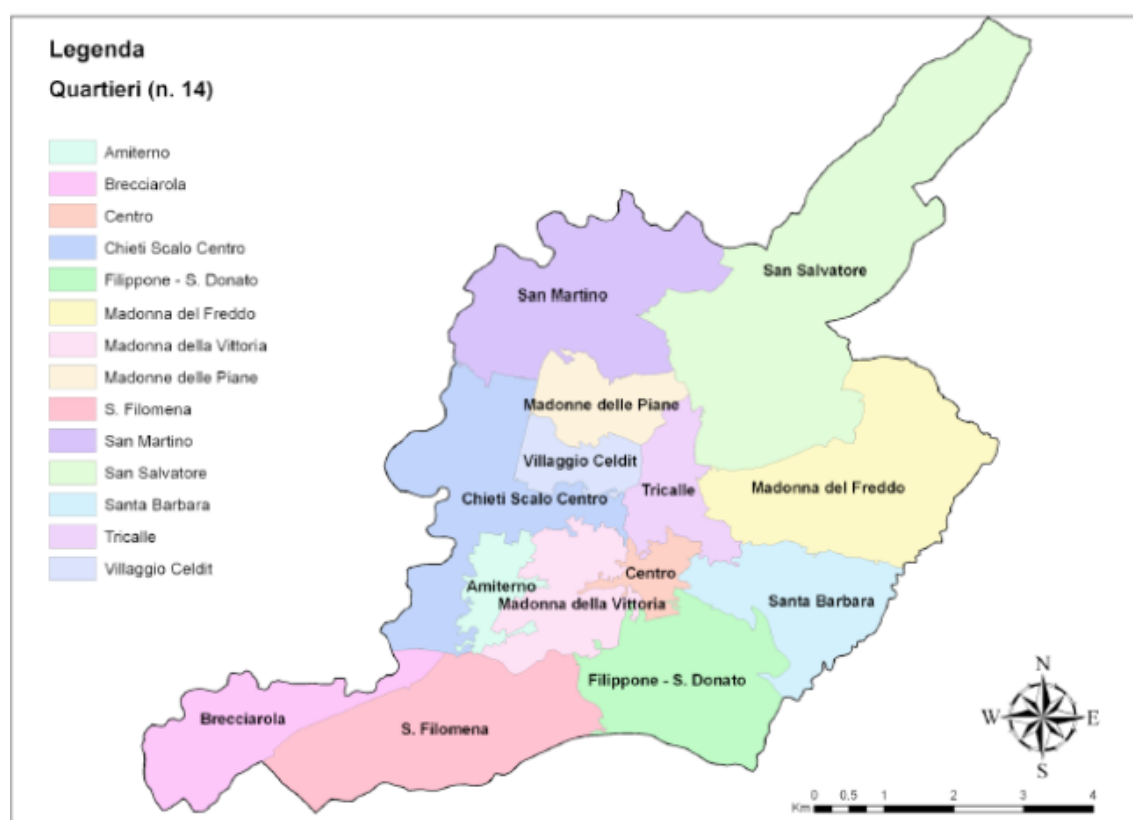 Legenda
Quartieri (n. 14)
Amiterno
Brecciarola
Centro
Chieti Scalo Centro
Filippone - S. Donato
Madonna del Freddo
Madonna della Vittoria
Madonne delle Piane
S. Filomena
San Martino
San Salvatore
Santa Barbara
Tricalle
Villaggio Celdit
San Salvatore
San Martino
Madonne delle Piane
Villaggio Celdit
Tricalle
Madonna del Freddo
Chieti Scalo Centro
Centro
Amiterno
Madonna della Vittoria
Santa Barbara
Filippone - S. Donato
Brecciarola
S. Filomena
N
W E
S
0 0.5 1 2 3 4
Km